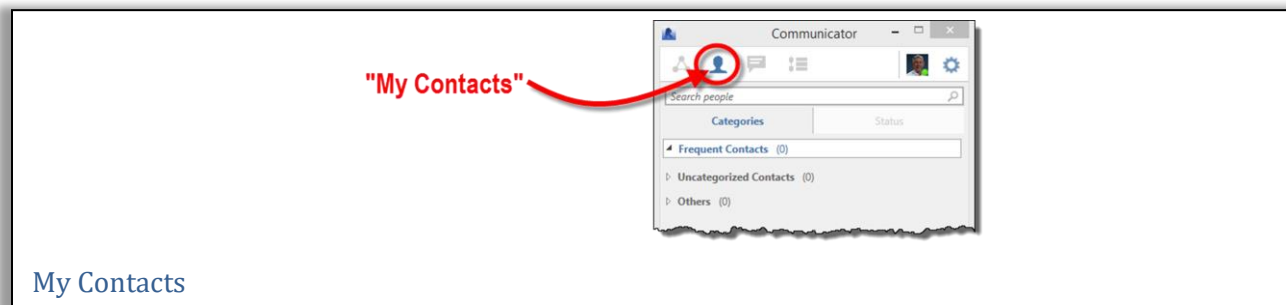 Communicator
"My Contacts"
Search people
Categories Status
Frequent Contacts (0)
Uncategorized Contacts (0)
Others (0)
My Contacts